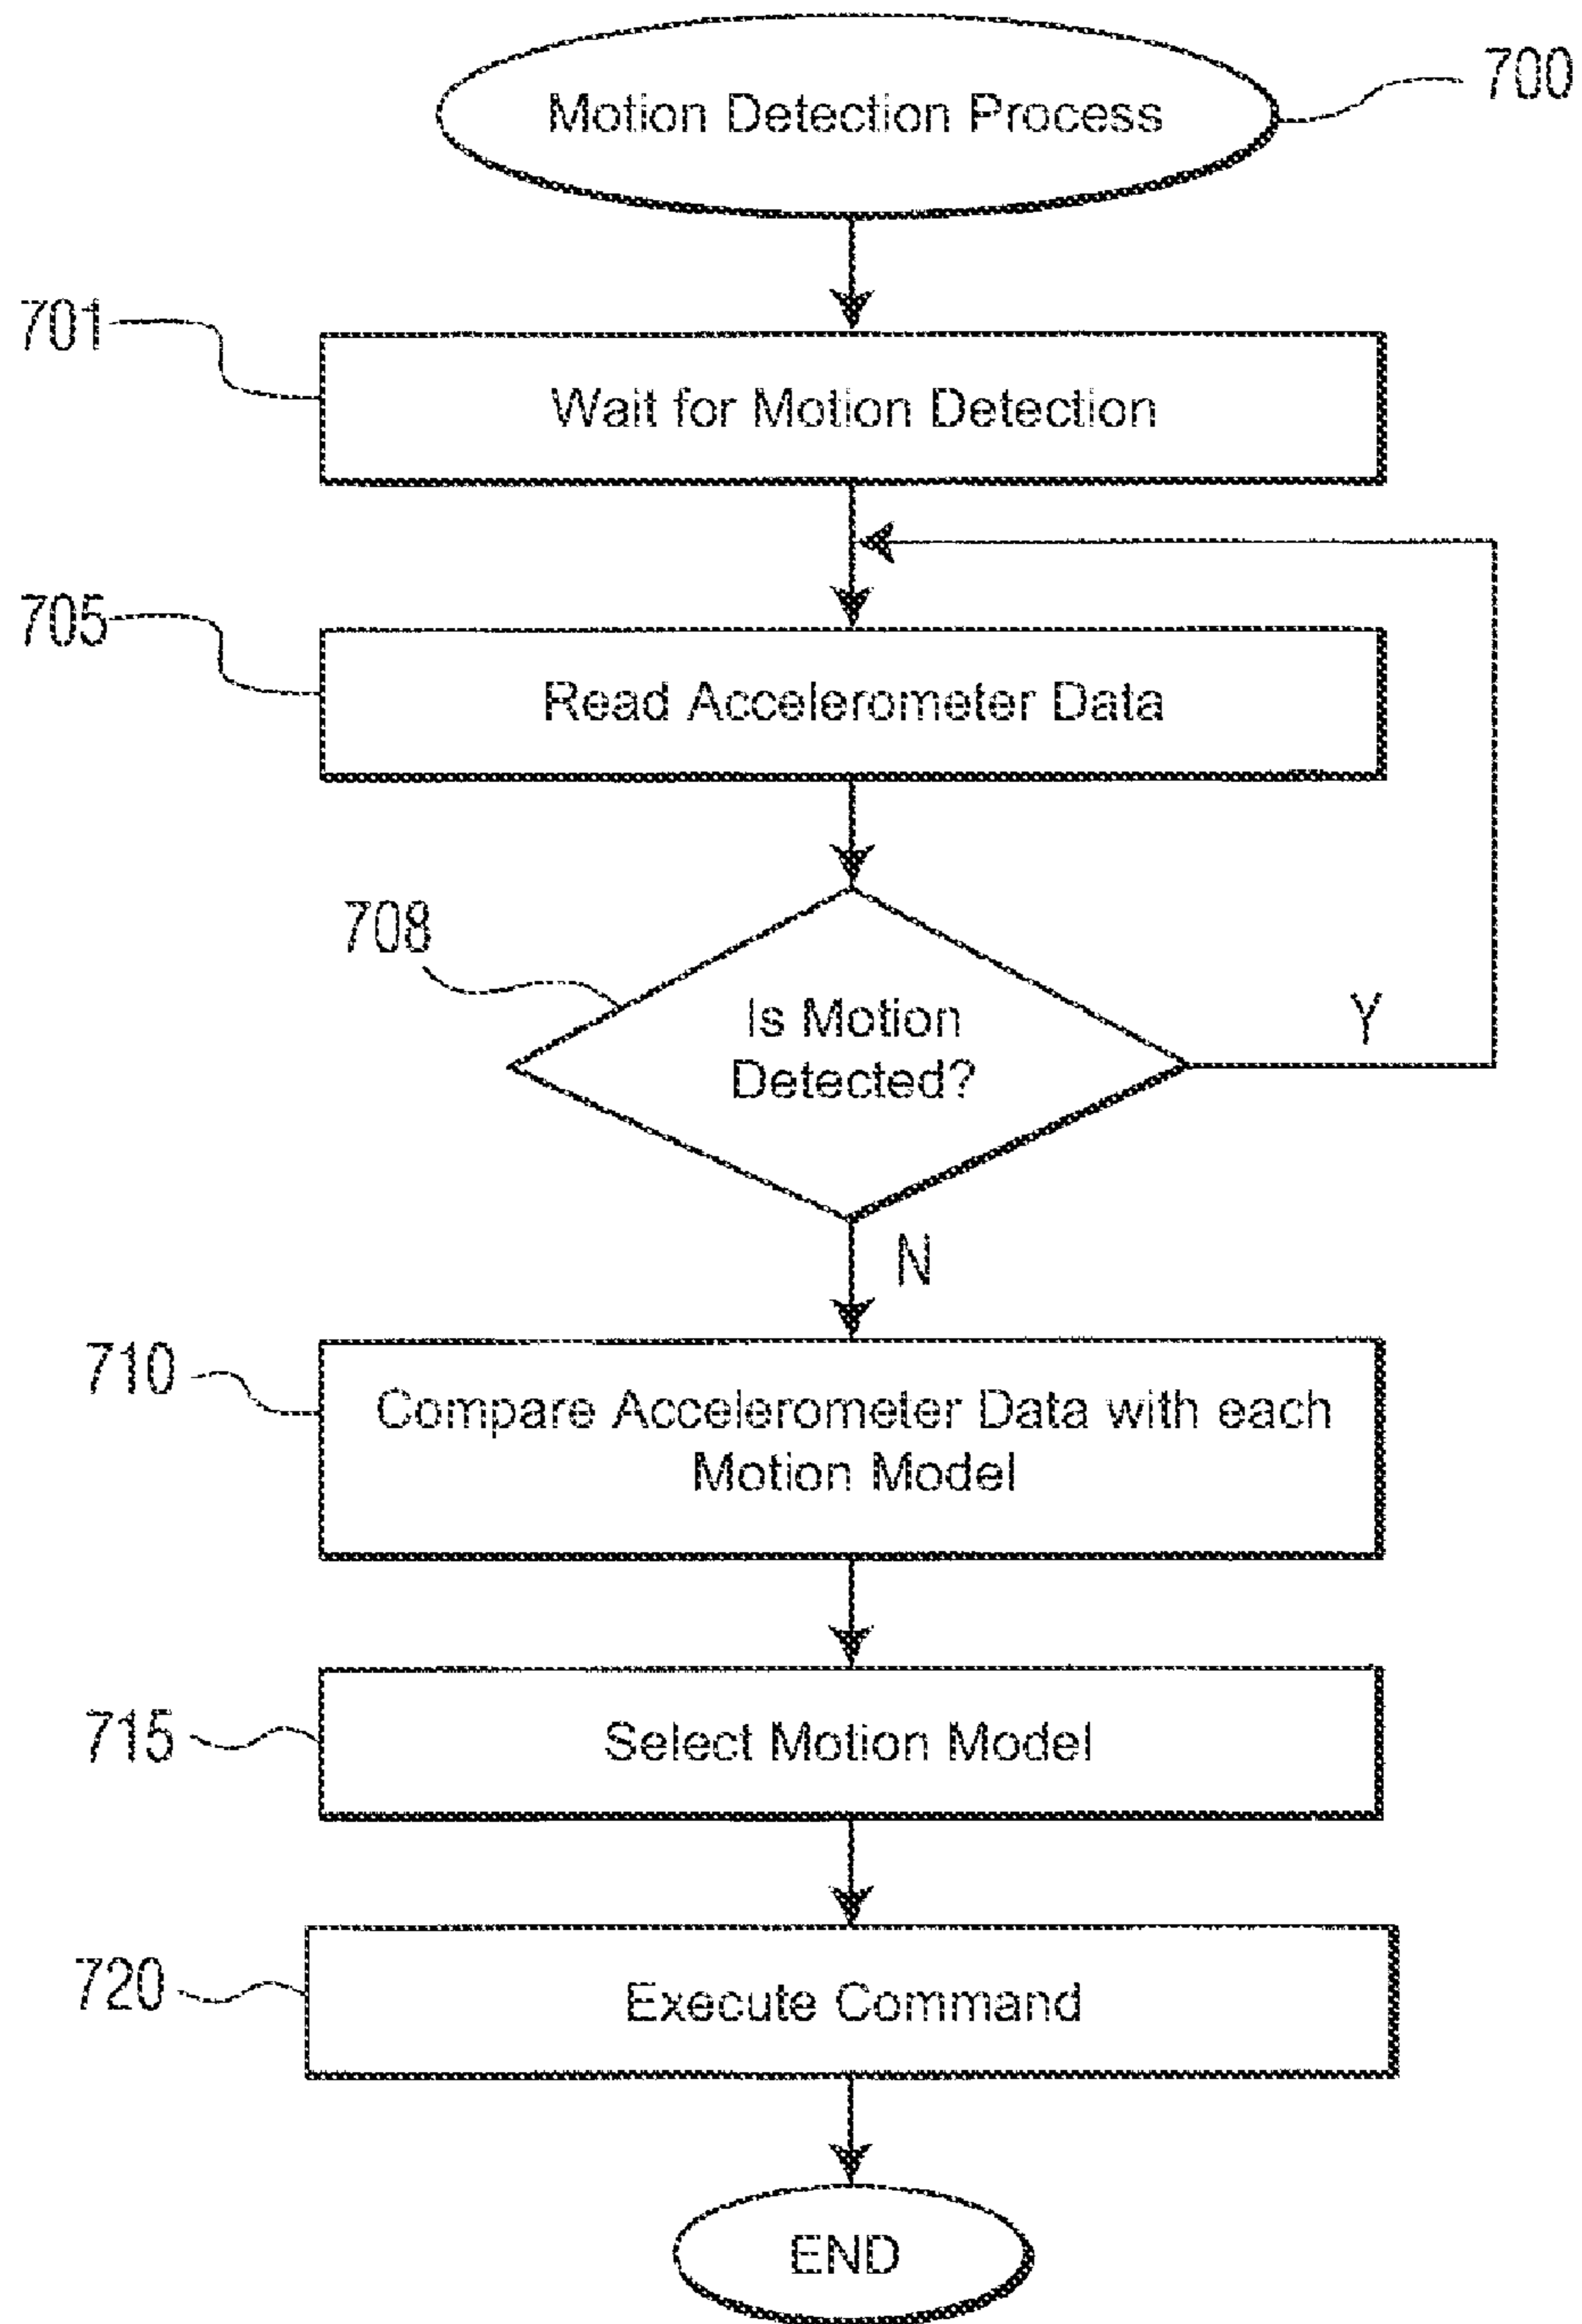 Motion Detection Process
700
701
Wait for Motion Detection
705
Read Accelerometer Data
708
Is Motion
Detected?
Y
N
710
Compare Accelerometer Data with each
Motion Model
715
Select Motion Model
720
Execute Command
END